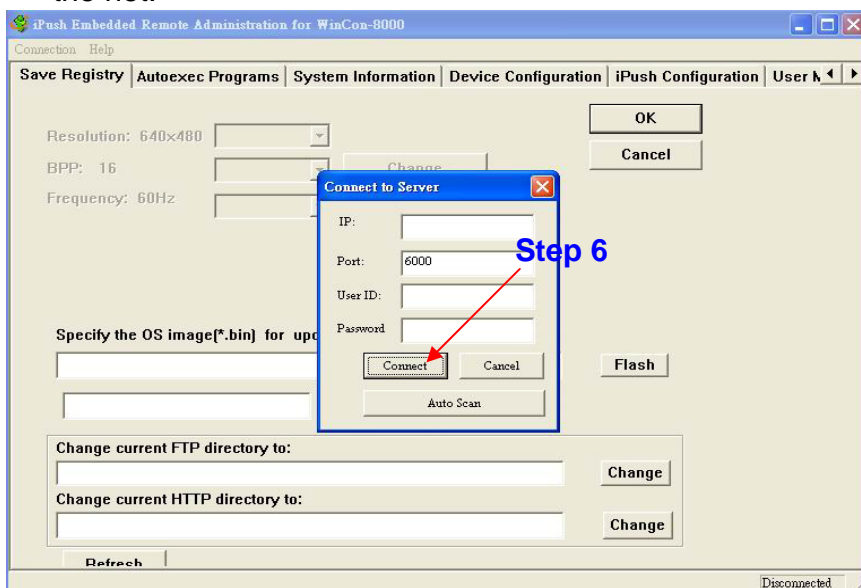 the net.
iPush Embedded Remote Administration for WinCon-8000
Connection Help
Save Registry Autoexec Programs System Information Device Configuration iPush Configuration User
OK
Resolution: 640x480
Cancel
BPP: 16
Change
Frequency: 60Hz
Connect to Server
IP:
Step 6
Port: 6000
User ID:
Password
Connect Cancel
Auto Scan
Specify the OS image(*.bin) for
Flash
Change current FTP directory to:
Change
Change current HTTP directory to:
Change
Refresh
Disconnected